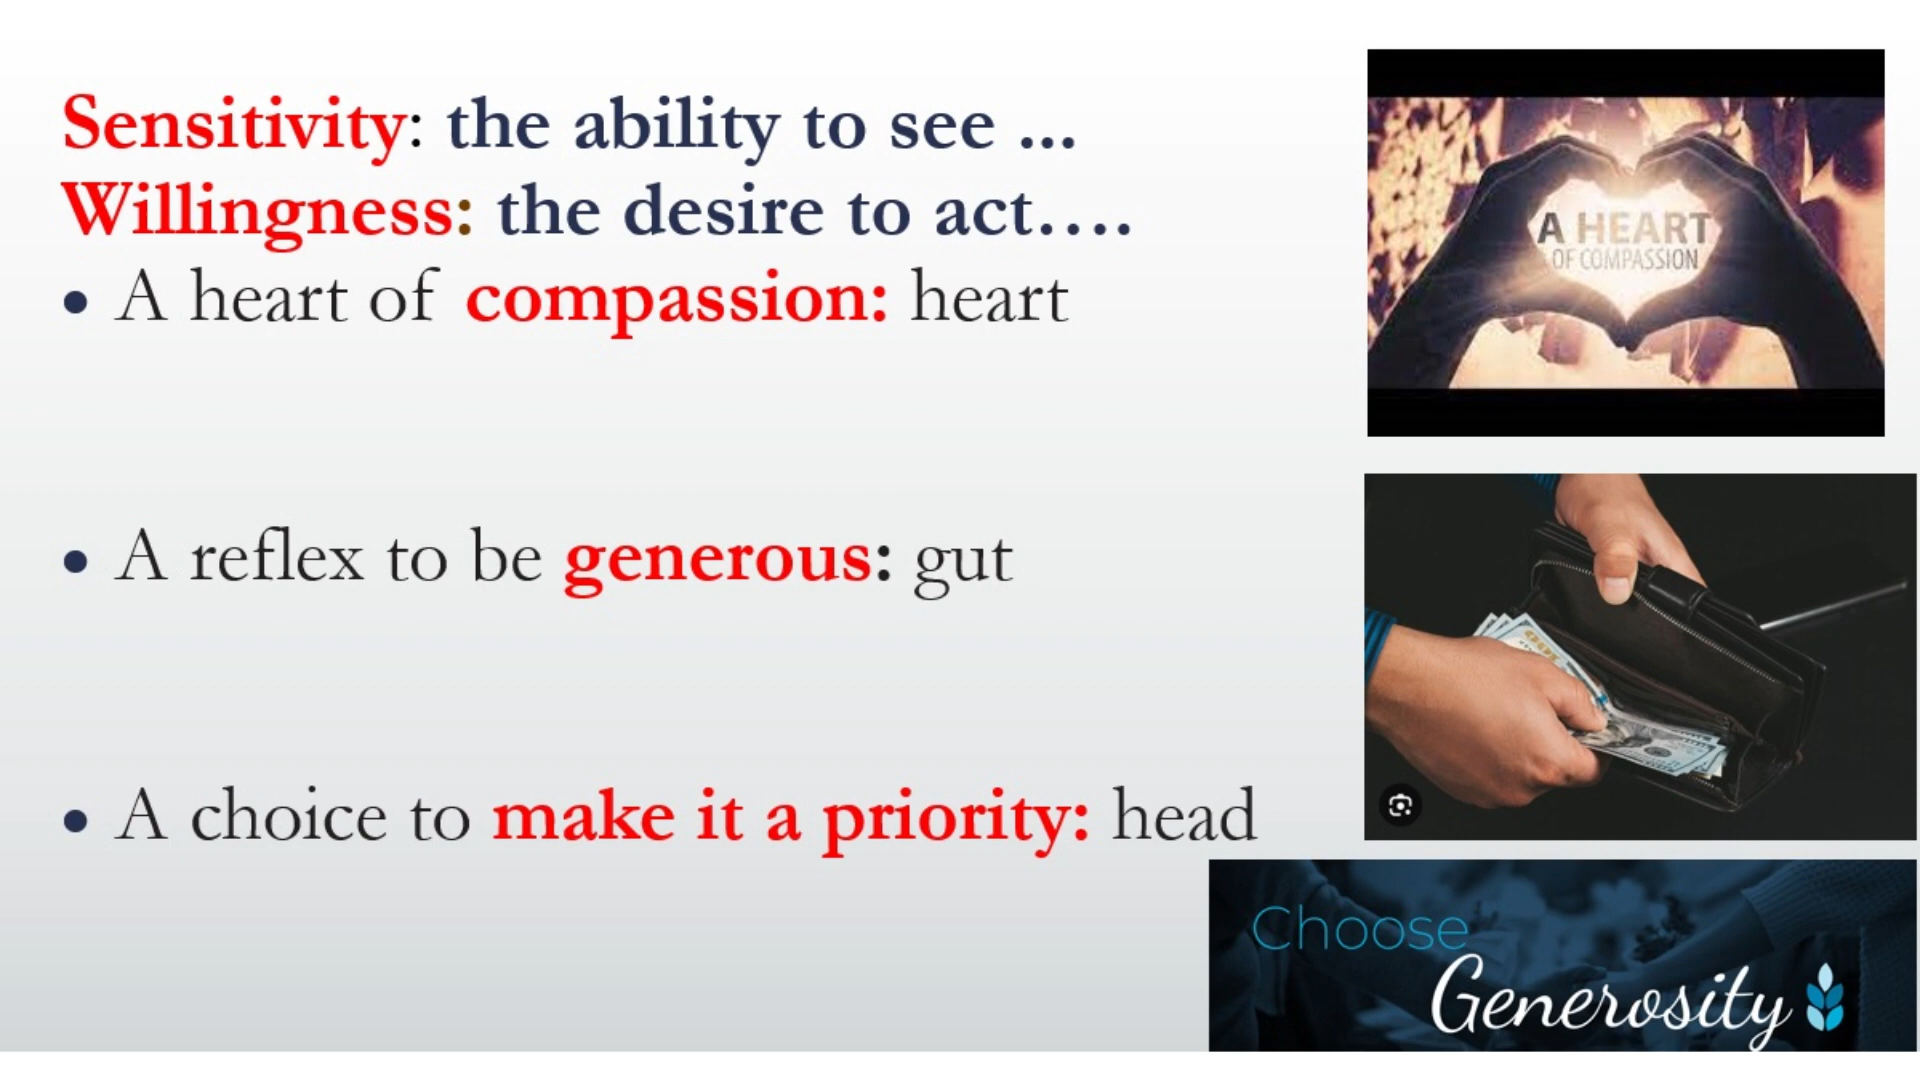 Sensitivity: the ability to see ...
Willingness: the desire to act….
• A heart of compassion: heart
• A reflex to be generous: gut
• A choice to make it a priority: head
A HEART
OF COMPASSION
100
Choose
Generosity